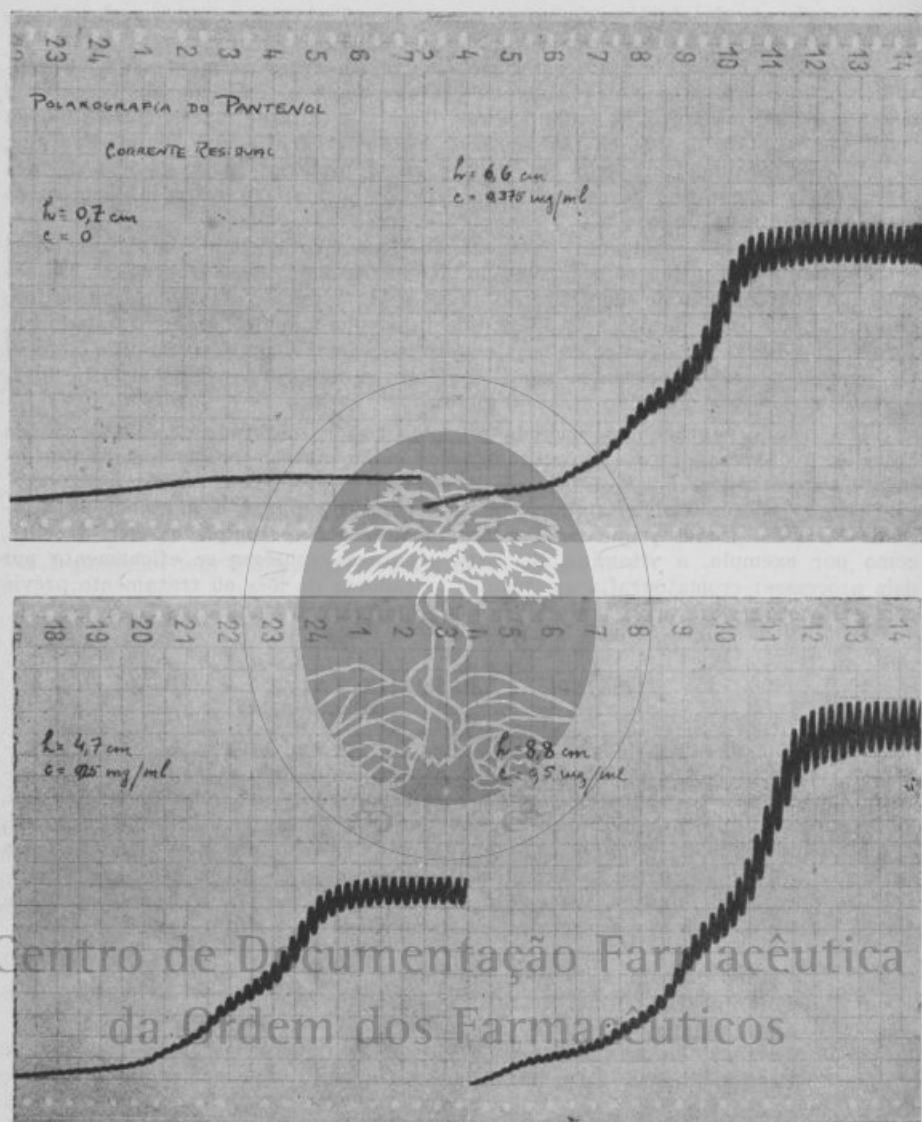 23 24 1 2 3 4 5 6 7 2 4 5 6 7 8 9 10 11 12 13 14
POLAROGRAFIA DO PANTENOL
CORRENTE RESIDUAL
h = 0,7 cm
c = 0
h = 6,6 cm
c = 0,375 mg/ml
18 19 20 22 23 24 1 2 3 4 5 6 7 8 9 10 11 12 13 14
h = 4,7 cm
c = 0,25 mg/ml
h = 8,8 cm
c = 0,5 mg/ml
Centro de Documentação Farmacêutica
da Ordem dos Farmacêuticos